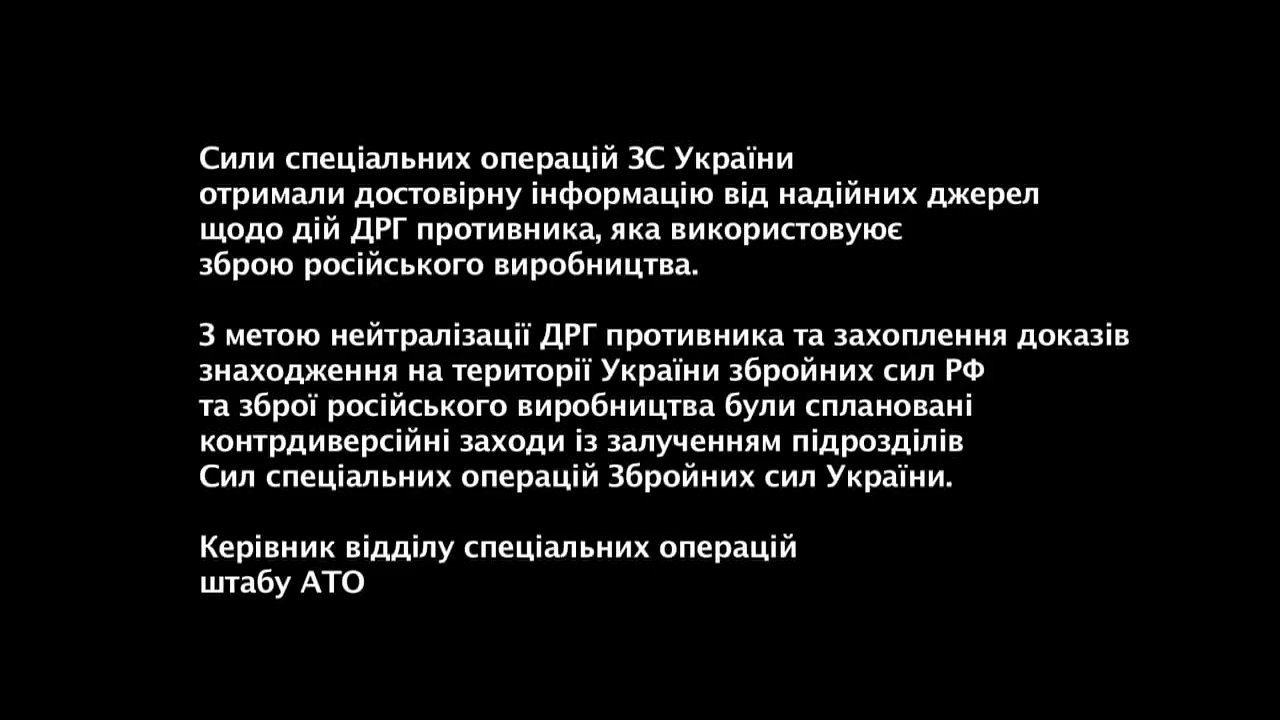 Сили спеціальних операцій ЗС України
отримали достовірну інформацію від надійних джерел
щодо дій ДРГ противника, яка використовуює
зброю російського виробництва.
З метою нейтралізації ДРГ противника та захоплення доказів
знаходження на території України збройних сил РФ
та зброї російського виробництва були сплановані
контрдиверсійні заходи із залученням підрозділів
Сил спеціальних операцій Збройних сил України.
Керівник відділу спеціальних операцій
штабу АТО